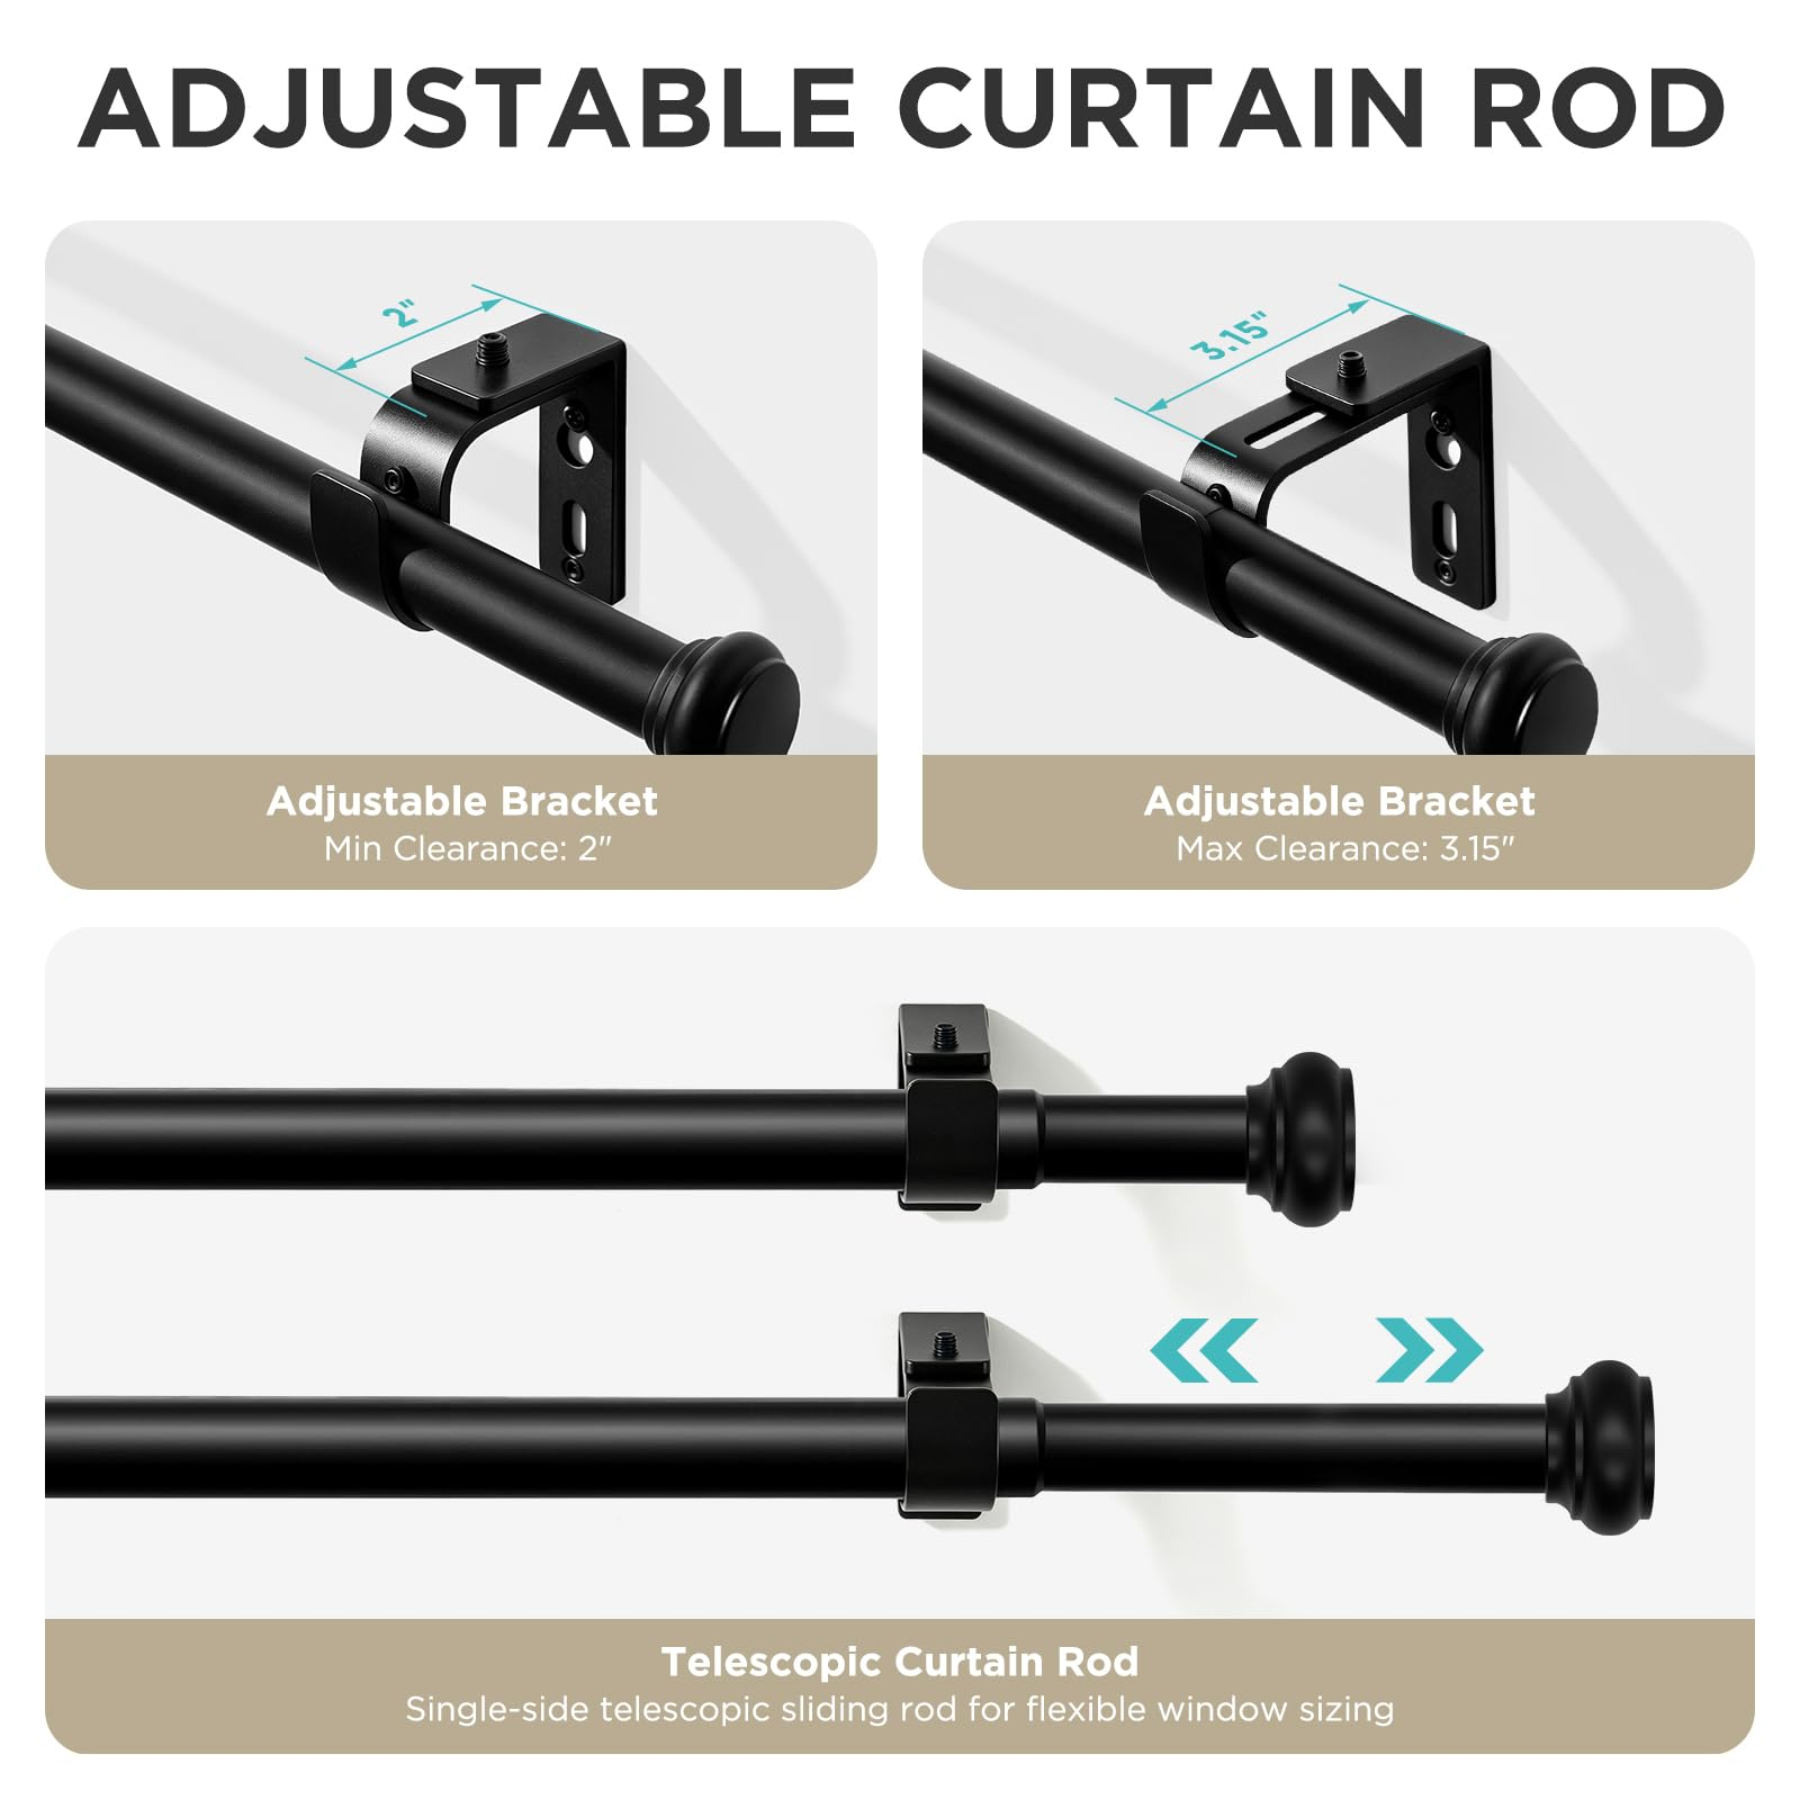 ADJUSTABLE CURTAIN ROD
2"
3.15"
Adjustable Bracket
Min Clearance: 2"
Adjustable Bracket
Max Clearance: 3.15"
Telescopic Curtain Rod
Single-side telescopic sliding rod for flexible window sizing